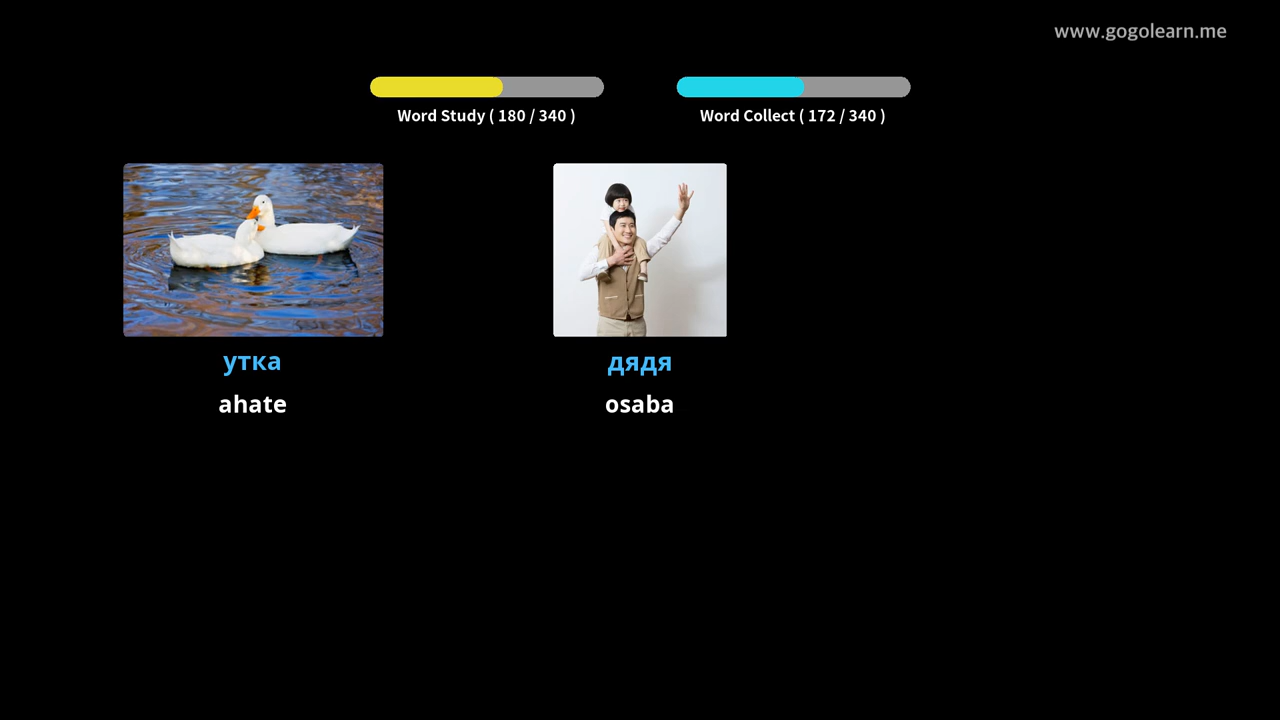 www.gogolearn.me
Word Study ( 180 / 340 )
Word Collect ( 172 / 340 )
утка
дядя
ahate
osaba